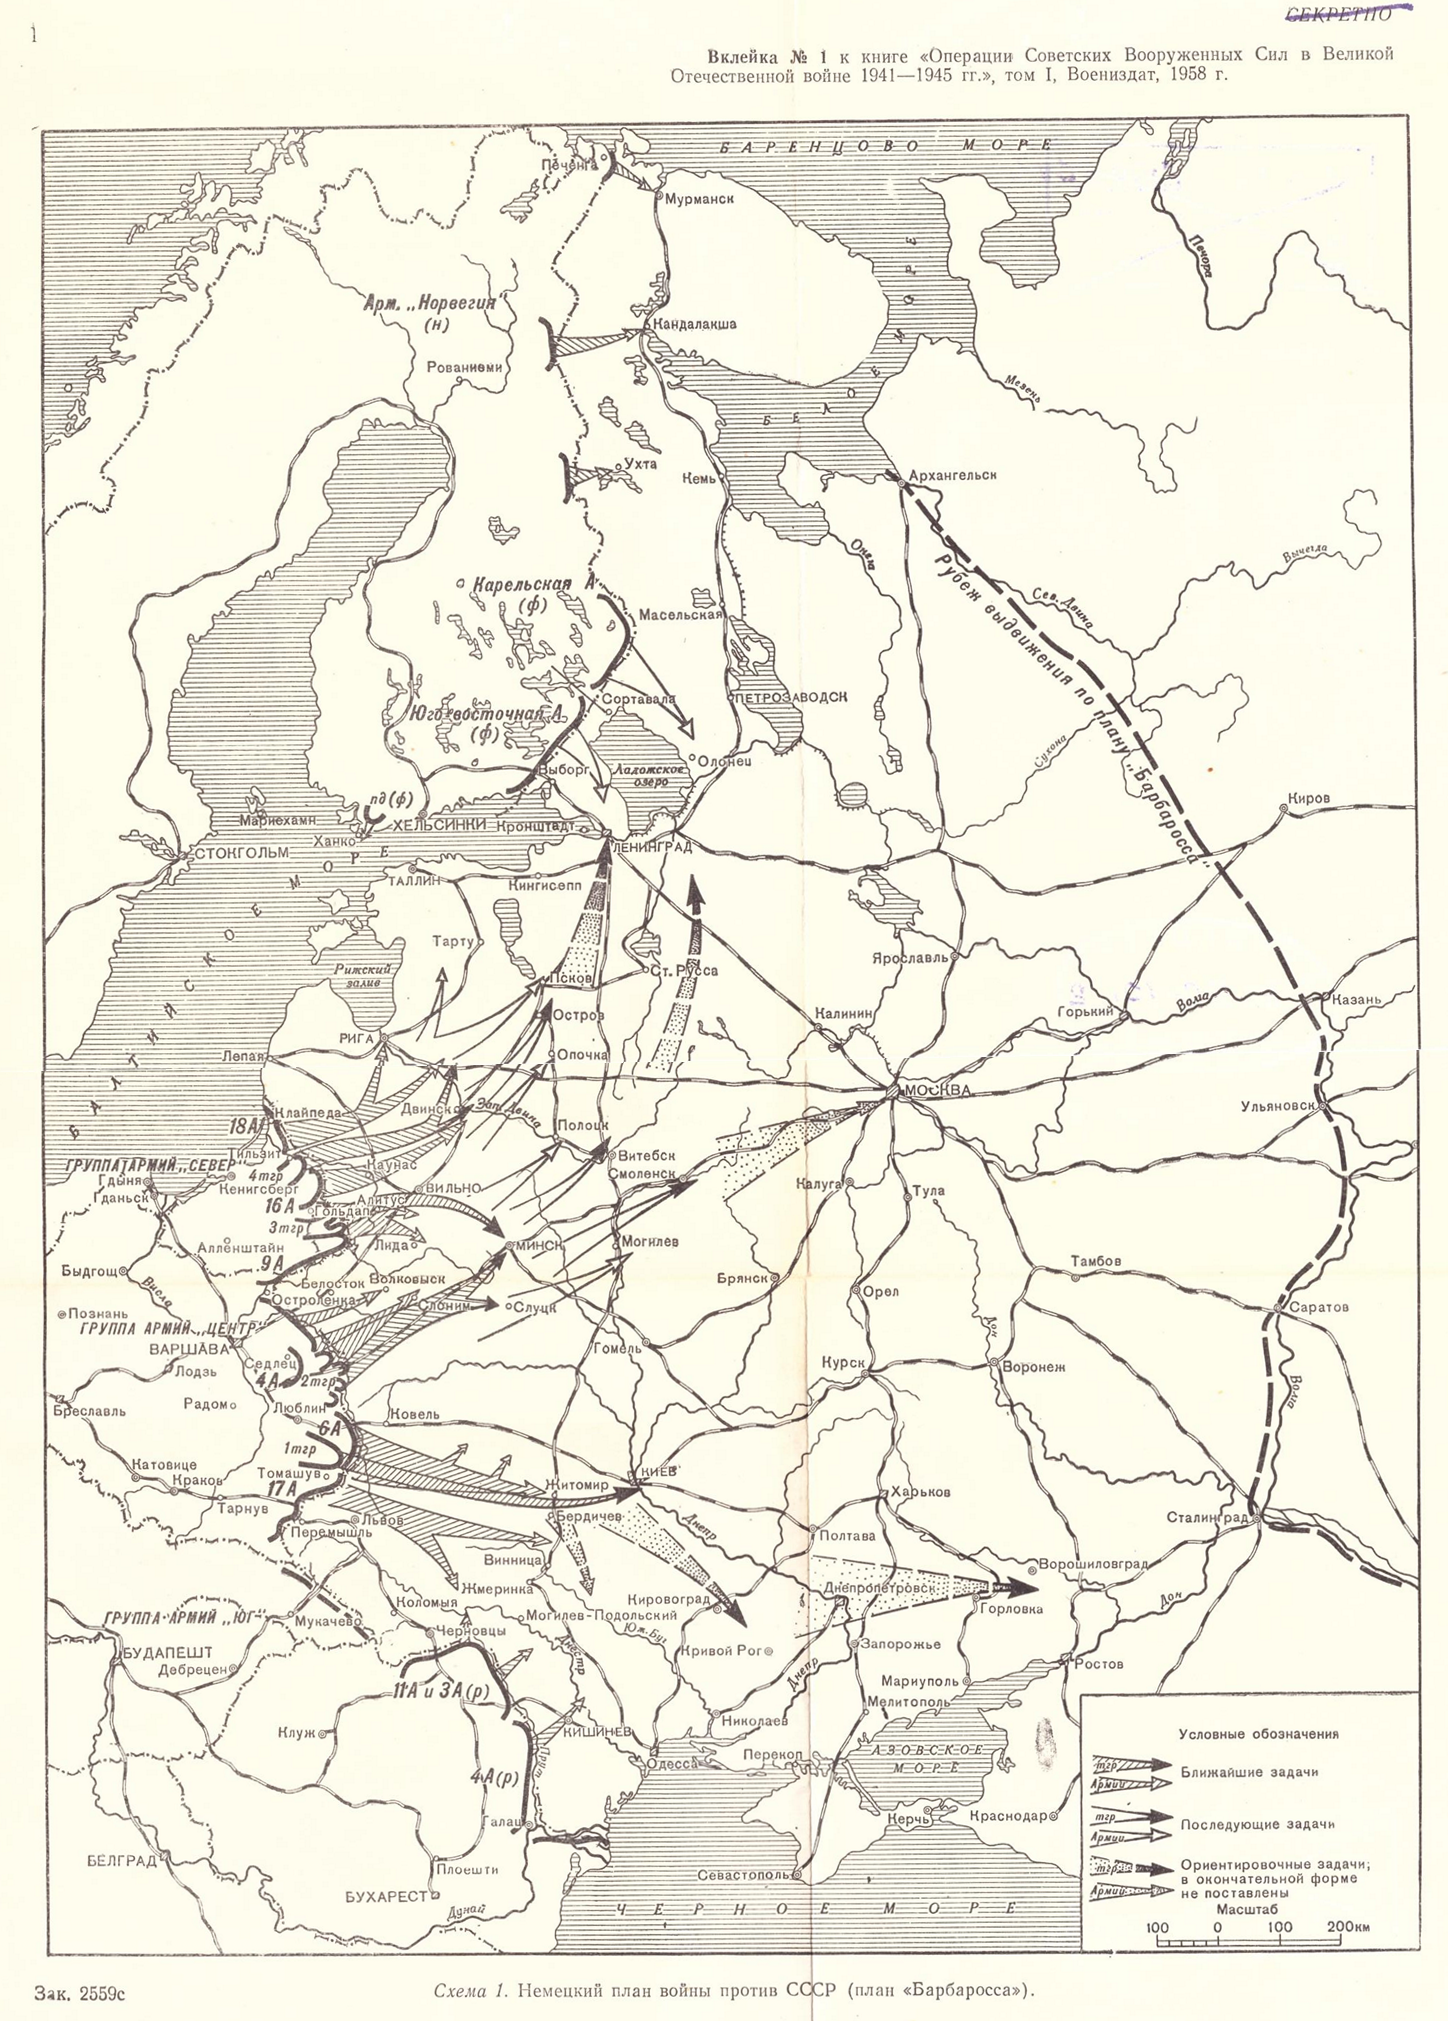 1
СЕКРЕТНО
Вклейка № 1 к книге «Операции Советских Вооруженных Сил в Великой
Отечественной войне 1941—1945 гг.», том I, Воениздат, 1958 г.
БАРЕНЦОВО МОРЕ
Печенга
Мурманск
Печора
Арм. „Норвегия"
(н)
Кандалакша
Рованиеми
БЕЛОЕ МОРЕ
Мезень
Ухта
Кемь
Архангельск
Онега
Вычегда
Рубеж выдвижения по плану „Барбаросса"
Сев. Двина
Карельская А
(ф)
Масельская
Сортавала
ПЕТРОЗАВОДСК
Юго-восточная А
(ф)
Сухона
Выборг
Ладожское
озеро
Олонец
пд (ф)
Мариехамн
Ханко
ХЕЛЬСИНКИ
Кронштадт
Киров
СТОКГОЛЬМ
ЛЕНИНГРАД
БАЛТИЙСКОЕ МОРЕ
ТАЛЛИН
Кингисепп
Тарту
Ярославль
Рижский
залив
Псков
Ст. Русса
Казань
Остров
Калинин
Горький
Волга
РИГА
Лепая
Опочка
МОСКВА
Ульяновск
Клайпеда
Двинск
Зап. Двина
18А
Полоцк
Тильзит
Витебск
ГРУППА АРМИЙ „СЕВЕР"
Каунас
Смоленск
Гдыня
4тгр
Кенигсберг
ВИЛЬНО
Калуга
Тула
Гданьск
Алитус
16А
Гольдап
3тгр
Лида
МИНСК
Могилев
Алленштайн
9А
Тамбов
Быдгощ
Висла
Белосток
Волковыск
Брянск
Остроленка
Слоним
Слуцк
Орел
Саратов
Познань
ГРУППА АРМИЙ „ЦЕНТР"
Дон
ВАРШАВА
Гомель
Седлец
Лодзь
4А
2тгр
Курск
Воронеж
Волга
Бреславль
Радом
Люблин
Ковель
6А
1тгр
Катовице
Томашув
КИЕВ
Краков
17А
Житомир
Харьков
Тарнув
Бердичев
Днепр
Сталинград
Перемышль
Львов
Полтава
Винница
Ворошиловград
Жмеринка
Днепропетровск
Кировоград
Дон
ГРУППА АРМИЙ „ЮГ"
Коломыя
Горловка
Мукачево
Могилев-Подольский
Черновцы
Юж. Буг
БУДАПЕШТ
Днестр
Кривой Рог
Запорожье
Дебрецен
Днепр
Ростов
11А и 3А(р)
Мариуполь
Мелитополь
Клуж
КИШИНЕВ
Николаев
Прут
АЗОВСКОЕ
МОРЕ
Одесса
Перекоп
4А(р)
Галац
Керчь
Краснодар
БЕЛГРАД
Плоешти
Севастополь
БУХАРЕСТ
Дунай
ЧЕРНОЕ МОРЕ
Условные обозначения
тгр
Армии
Ближайшие задачи
тгр
Армии
Последующие задачи
тгр
Армии
Ориентировочные задачи;
в окончательной форме
не поставлены
Масштаб
100 0 100 200км
Зак. 2559с
Схема 1. Немецкий план войны против СССР (план «Барбаросса»).